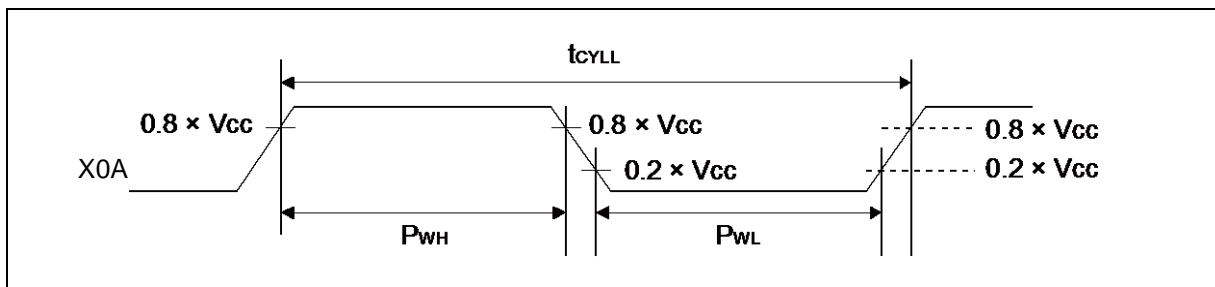 tCYLL
0.8 × VCC
0.8 × VCC
0.8 × VCC
X0A
0.2 × VCC
0.2 × VCC
PWH
PWL